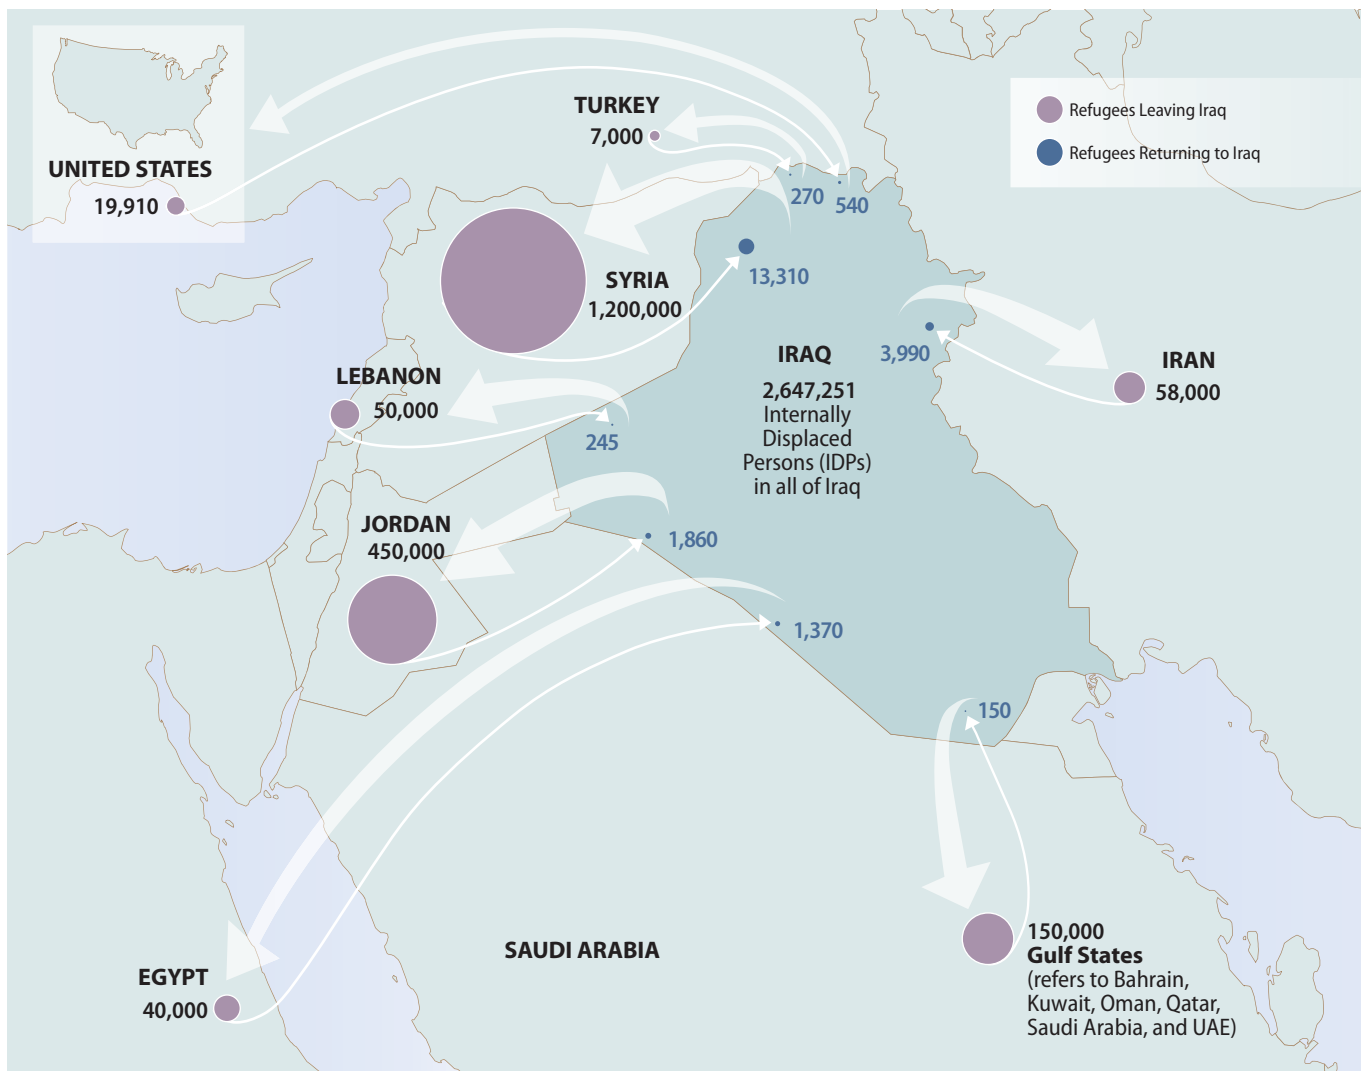 UNITED STATES
19,910
TURKEY
7,000
Refugees Leaving Iraq
Refugees Returning to Iraq
270
540
SYRIA
1,200,000
13,310
LEBANON
50,000
245
IRAQ
2,647,251
Internally
Displaced
Persons (IDPs)
in all of Iraq
3,990
IRAN
58,000
JORDAN
450,000
1,860
1,370
150
EGYPT
40,000
SAUDI ARABIA
150,000
Gulf States
(refers to Bahrain,
Kuwait, Oman, Qatar,
Saudi Arabia, and UAE)